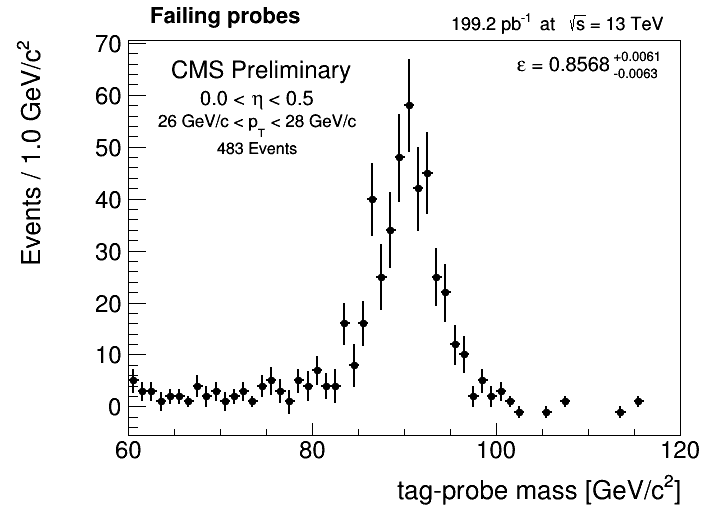 Failing probes
199.2 pb⁻¹ at √s = 13 TeV
CMS Preliminary
0.0 < η < 0.5
26 GeV/c < p_T < 28 GeV/c
483 Events
ε = 0.8568 +0.0061 -0.0063
Events / 1.0 GeV/c²
70
60
50
40
30
20
10
0
60 80 100 120
tag-probe mass [GeV/c²]